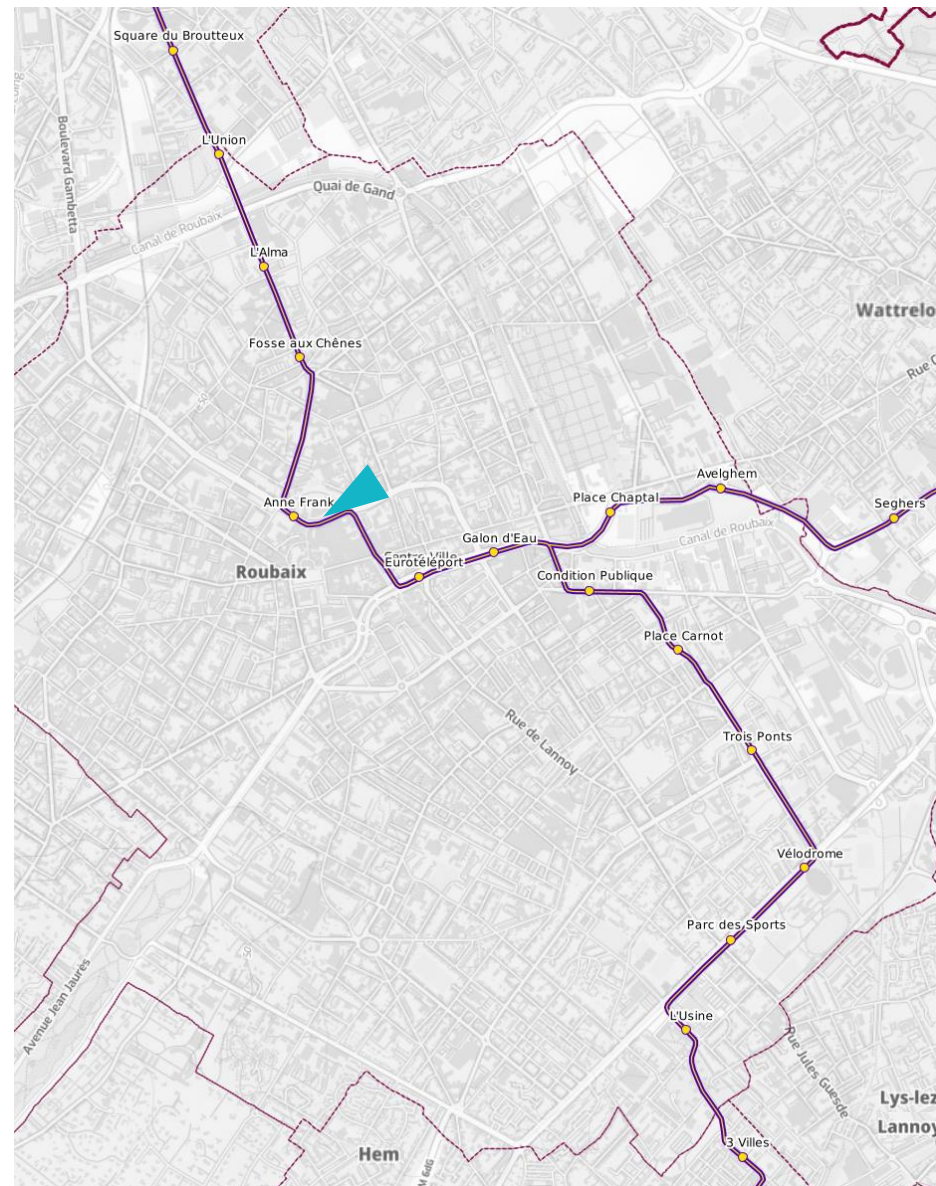 Square du Broutteux
Boulevard Gambetta
L'Union
Quai de Gand
Canal de Roubaix
L'Alma
Wattrelo
Fosse aux Chênes
Rue
Avelghem
Anne Frank
Place Chaptal
Seghers
Galon d'Eau
Canal de Roubaix
Eurotéléport
Roubaix
Condition Publique
Place Carnot
Rue de Lannoy
Trois Ponts
Vélodrome
Parc des Sports
Avenue Jean Jaurès
L'Usine
Rue Jules Guesde
Lys-lez
Lannoy
3 Villes
Hem
M 6dG